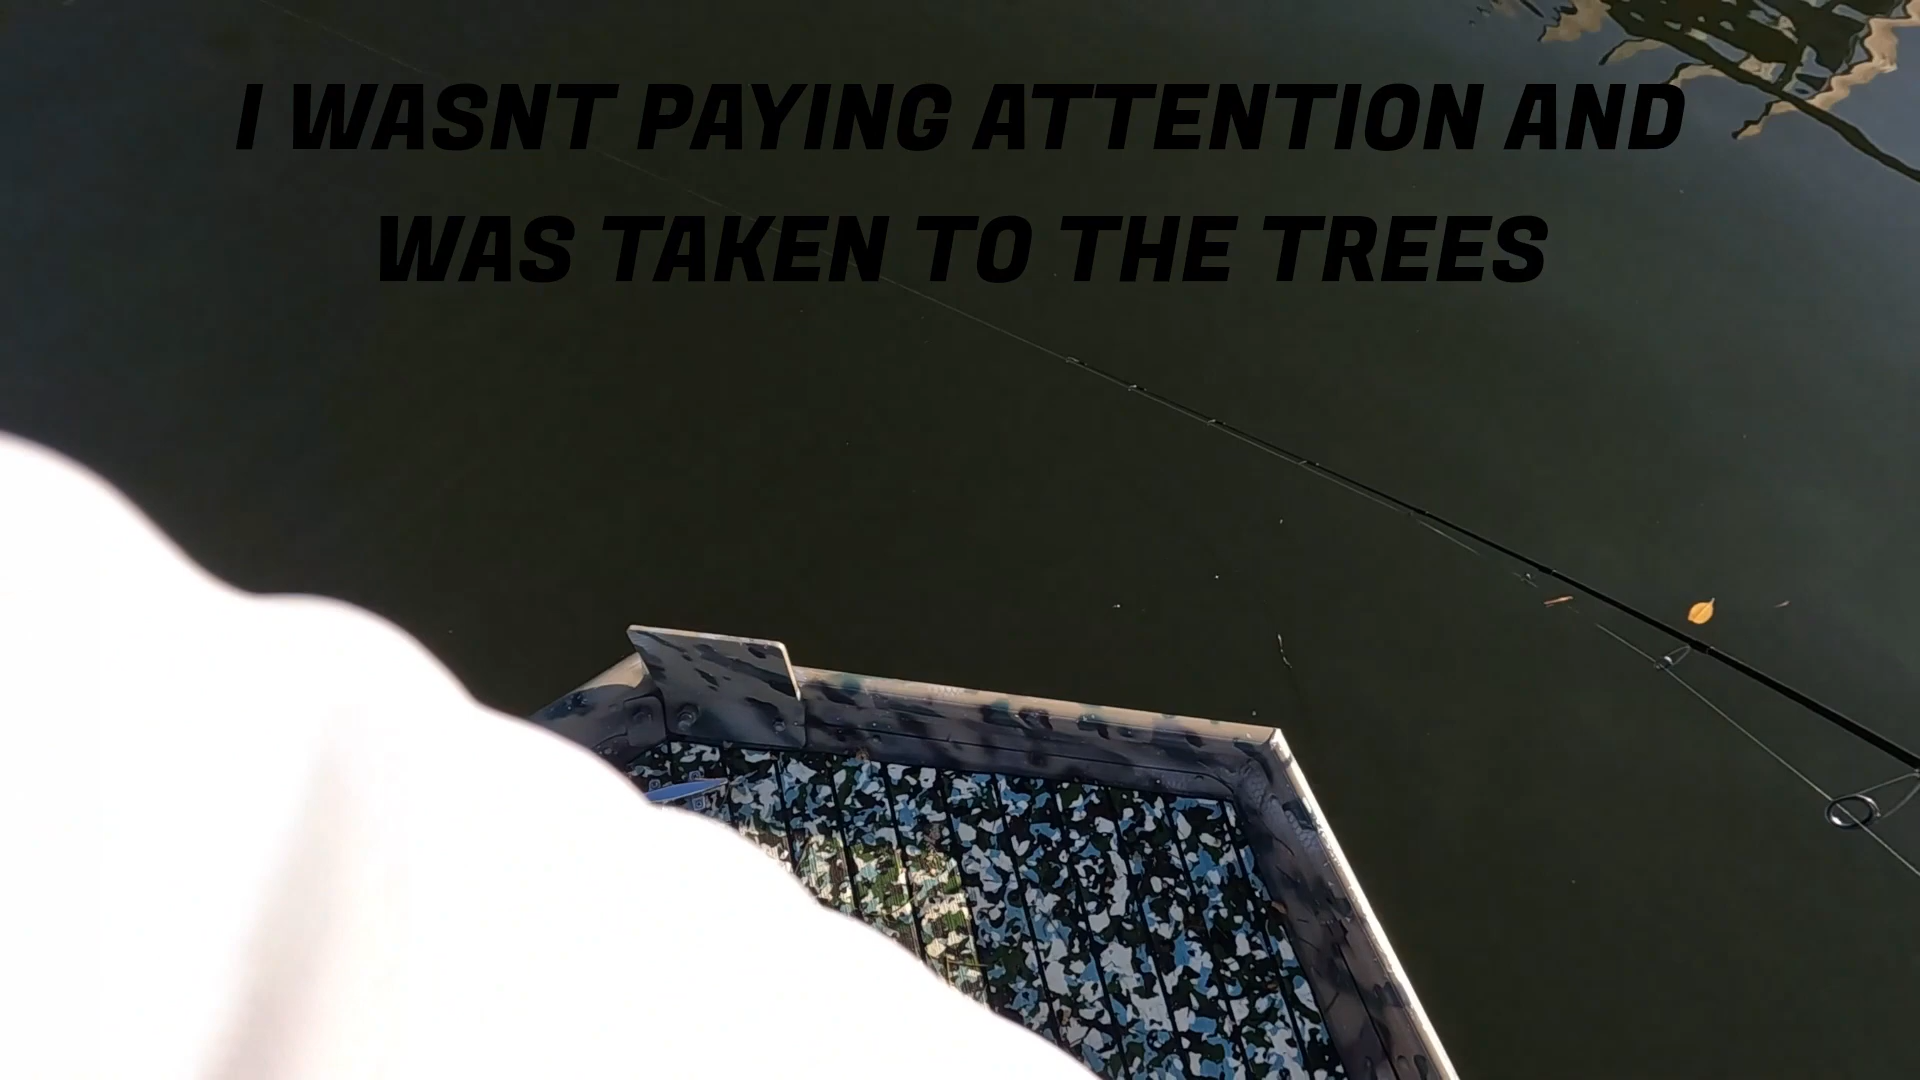 I WASNT PAYING ATTENTION AND
WAS TAKEN TO THE TREES